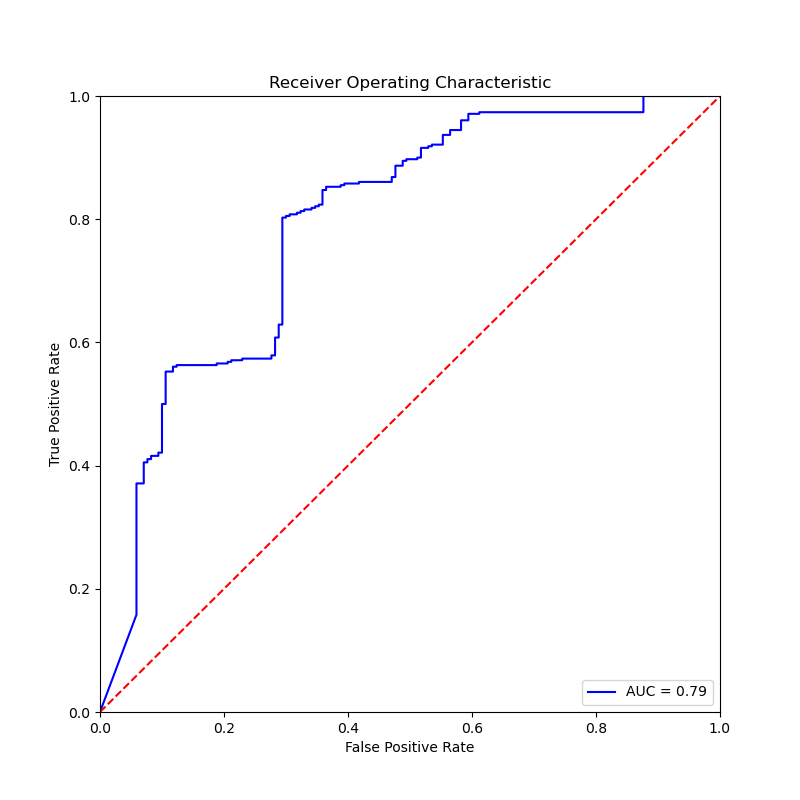 Receiver Operating Characteristic
1.0
0.8
0.6
0.4
0.2
0.0
True Positive Rate
AUC = 0.79
0.0 0.2 0.4 0.6 0.8 1.0
False Positive Rate